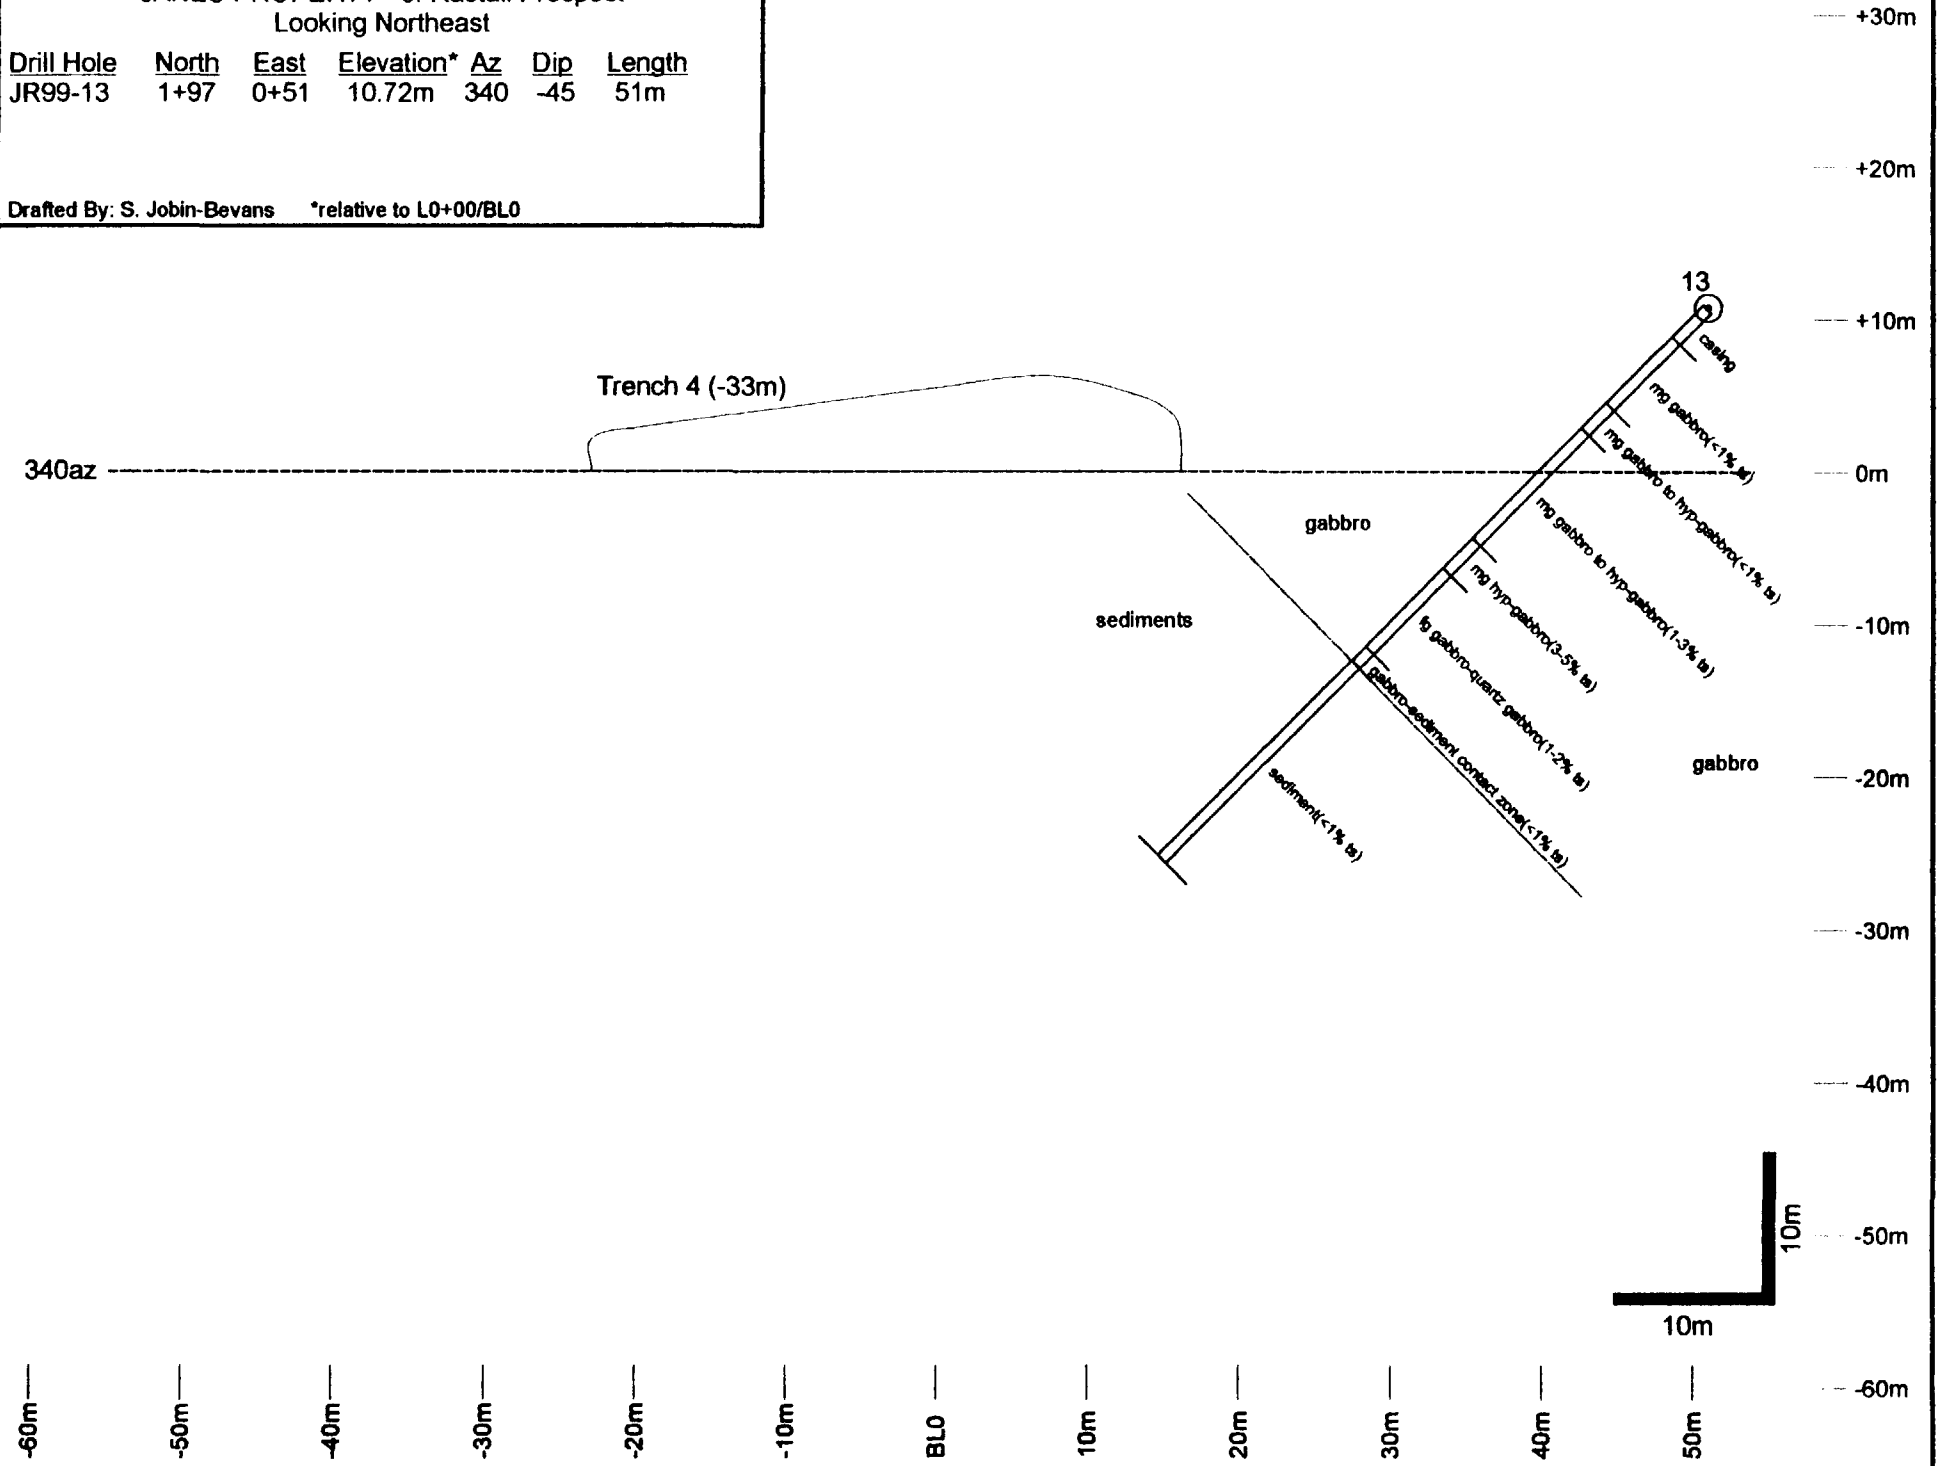 Looking Northeast
Drill Hole North East Elevation* Az Dip Length
JR99-13 1+97 0+51 10.72m 340 -45 51m
Drafted By: S. Jobin-Bevans *relative to L0+00/BL0
+30m
+20m
13
+10m
casing
Trench 4 (-33m)
mg gabbro(<1% ts)
mg gabbro to hyp-gabbro(<1% ts)
340az
0m
mg gabbro to hyp-gabbro(1-3% ts)
gabbro
mg hyp-gabbro(3-5% ts)
sediments
-10m
fg gabbro-quartz gabbro(1-2% ts)
gabbro-sediment contact zone(<1% ts)
gabbro
-20m
sediment(<1% ts)
-30m
-40m
10m
-50m
10m
-60m
-60m
-50m
-40m
-30m
-20m
-10m
BL0
10m
20m
30m
40m
50m